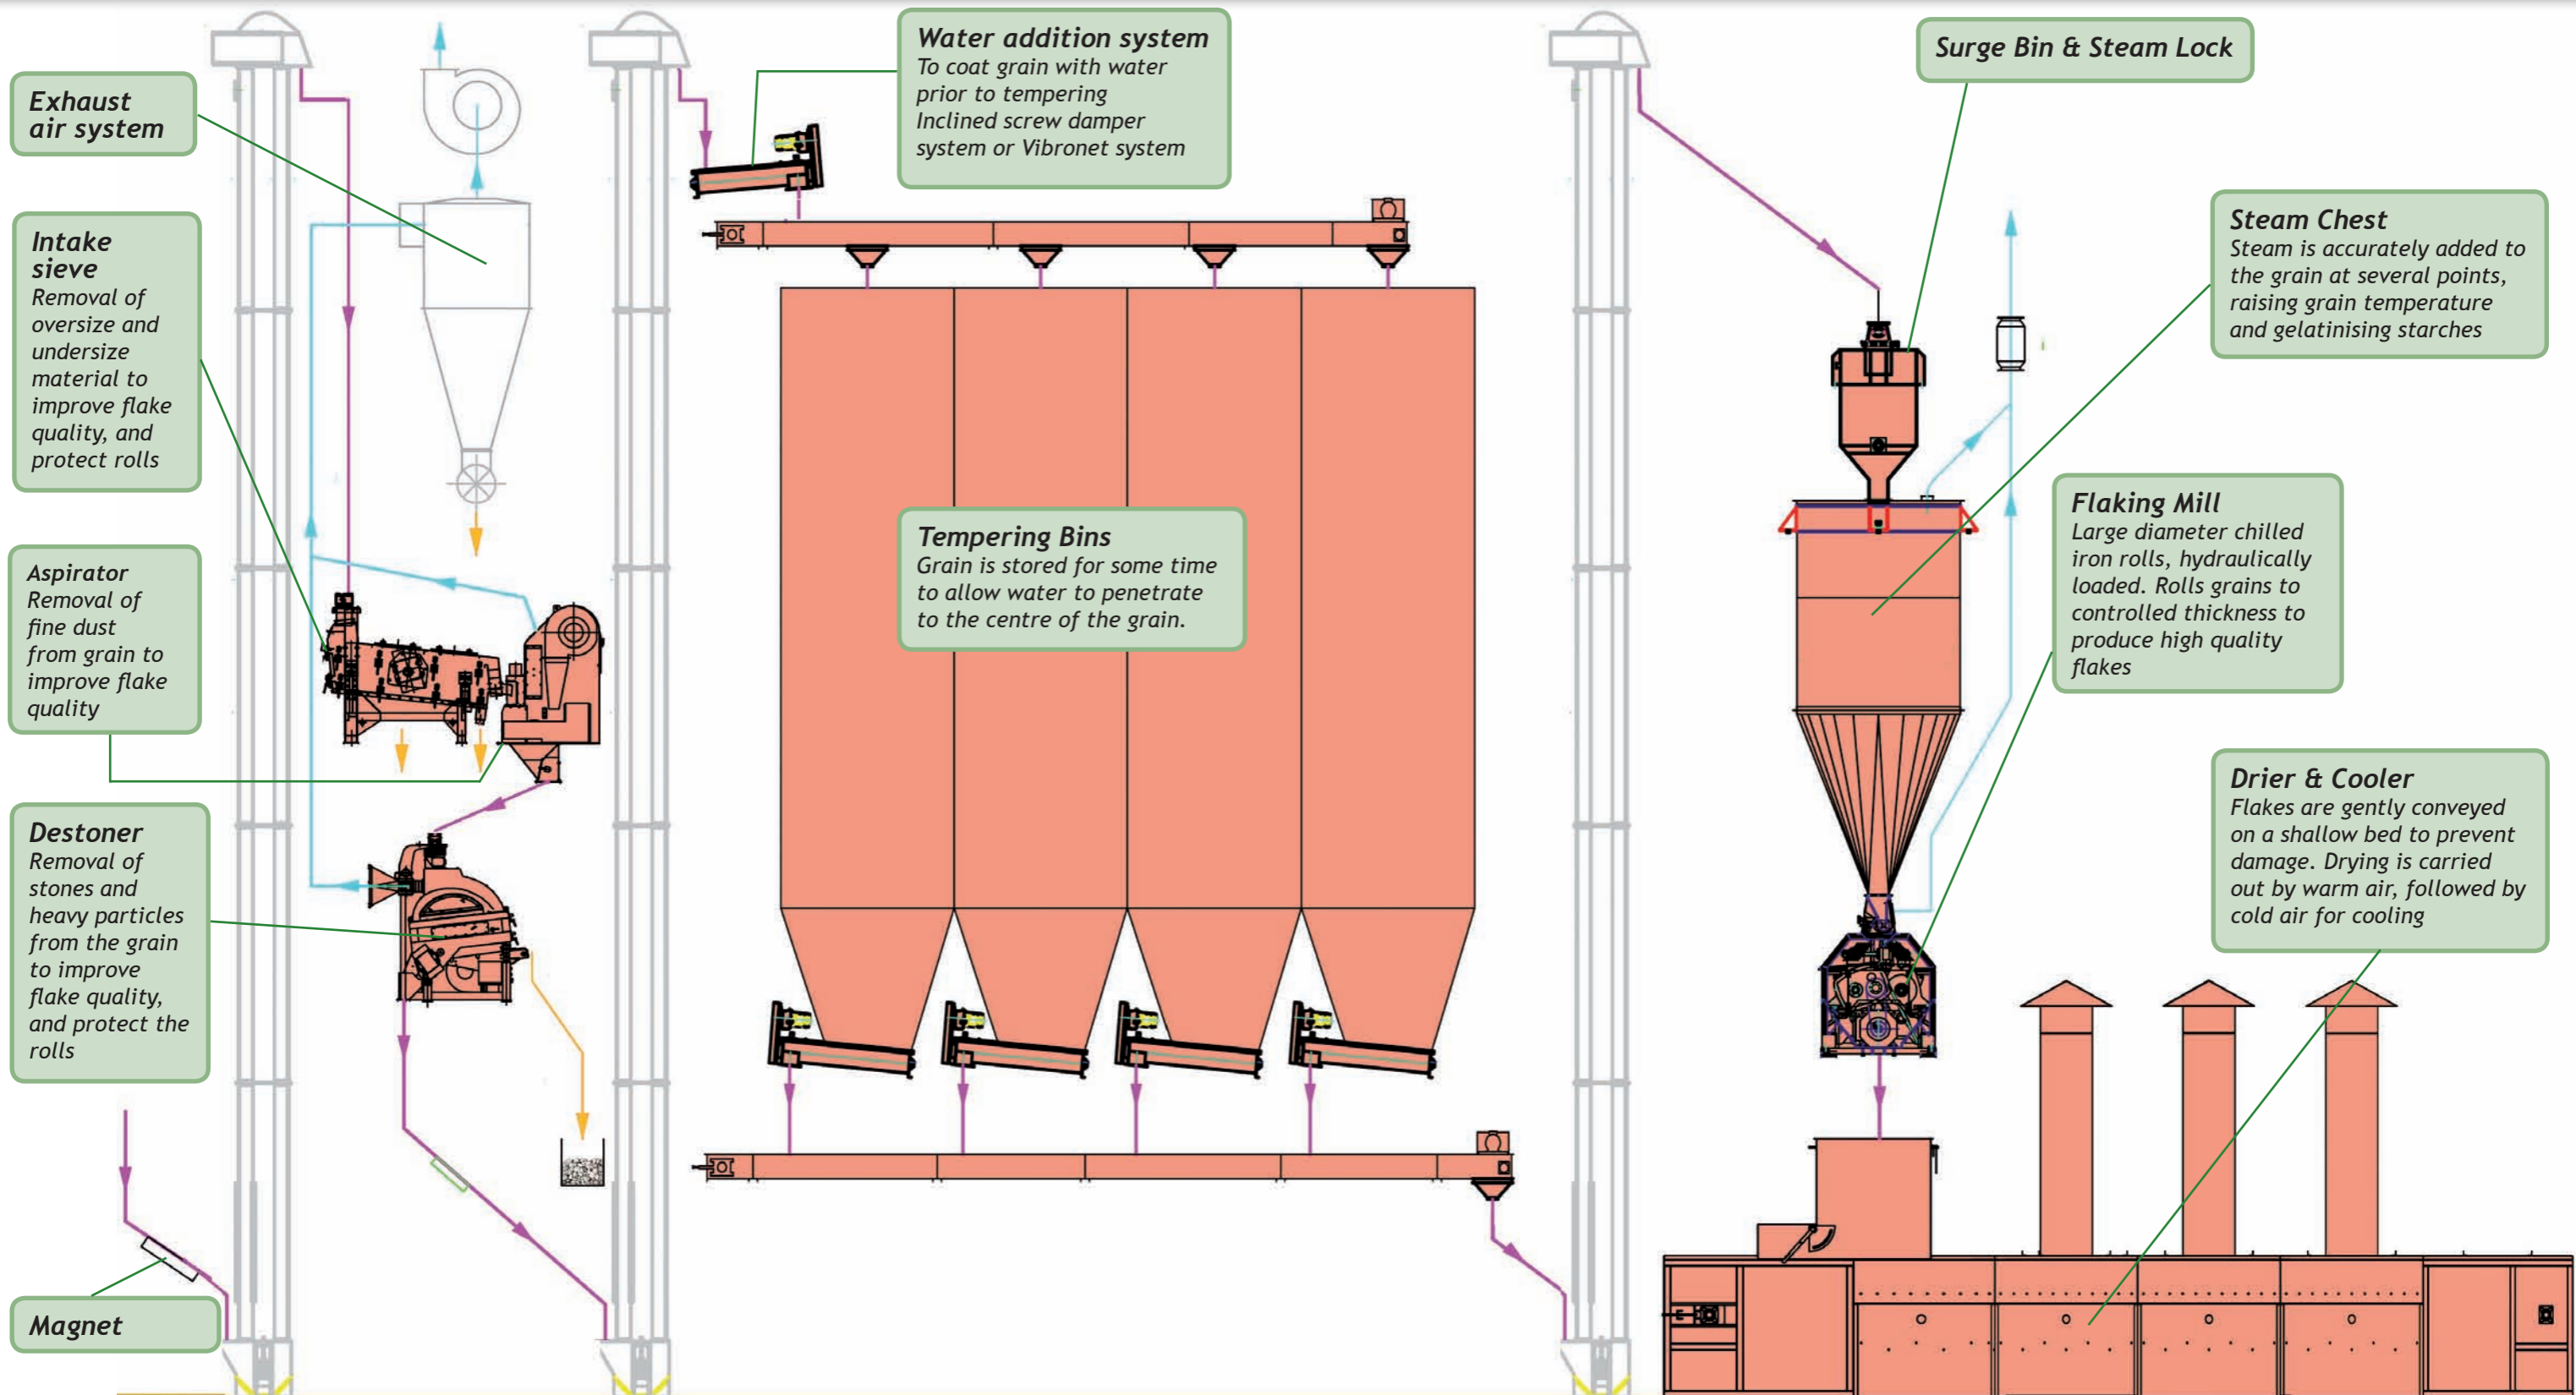 Exhaust
air system
Intake
sieve
Removal of
oversize and
undersize
material to
improve flake
quality, and
protect rolls
Aspirator
Removal of
fine dust
from grain to
improve flake
quality
Destoner
Removal of
stones and
heavy particles
from the grain
to improve
flake quality,
and protect the
rolls
Magnet
Water addition system
To coat grain with water
prior to tempering
Inclined screw damper
system or Vibronet system
Tempering Bins
Grain is stored for some time
to allow water to penetrate
to the centre of the grain.
Surge Bin & Steam Lock
Steam Chest
Steam is accurately added to
the grain at several points,
raising grain temperature
and gelatinising starches
Flaking Mill
Large diameter chilled
iron rolls, hydraulically
loaded. Rolls grains to
controlled thickness to
produce high quality
flakes
Drier & Cooler
Flakes are gently conveyed
on a shallow bed to prevent
damage. Drying is carried
out by warm air, followed by
cold air for cooling